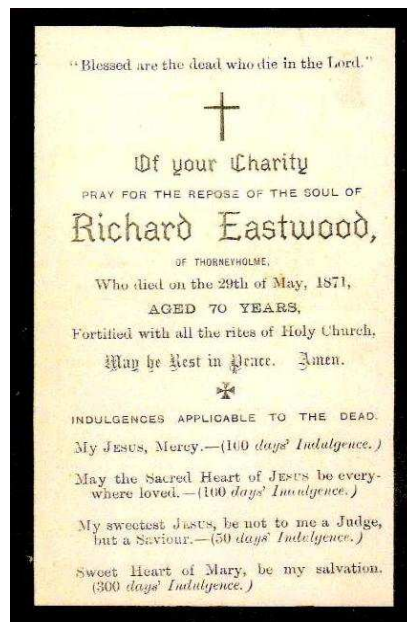 "Blessed are the dead who die in the Lord."
Of your Charity
PRAY FOR THE REPOSE OF THE SOUL OF
Richard Eastwood,
OF THORNEYHOLME,
Who died on the 29th of May, 1871,
AGED 70 YEARS,
Fortified with all the rites of Holy Church.
May he Rest in Peace. Amen.
INDULGENCES APPLICABLE TO THE DEAD.
My JESUS, Mercy.—(100 days' Indulgence.)
May the Sacred Heart of JESUS be every-
where loved.—(100 days' Indulgence.)
My sweetest JESUS, be not to me a Judge,
but a Saviour.—(50 days' Indulgence.)
Sweet Heart of Mary, be my salvation.
(300 days' Indulgence.)